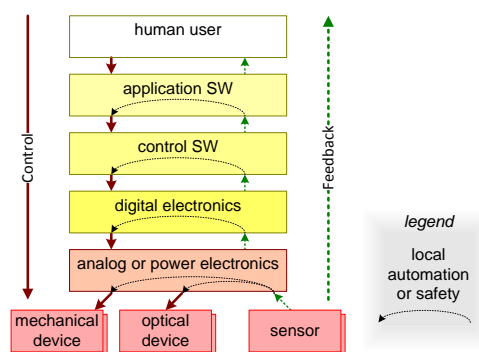 human user
application SW
control SW
digital electronics
analog or power electronics
mechanical
device
optical
device
sensor
Control
Feedback
legend
local
automation
or safety